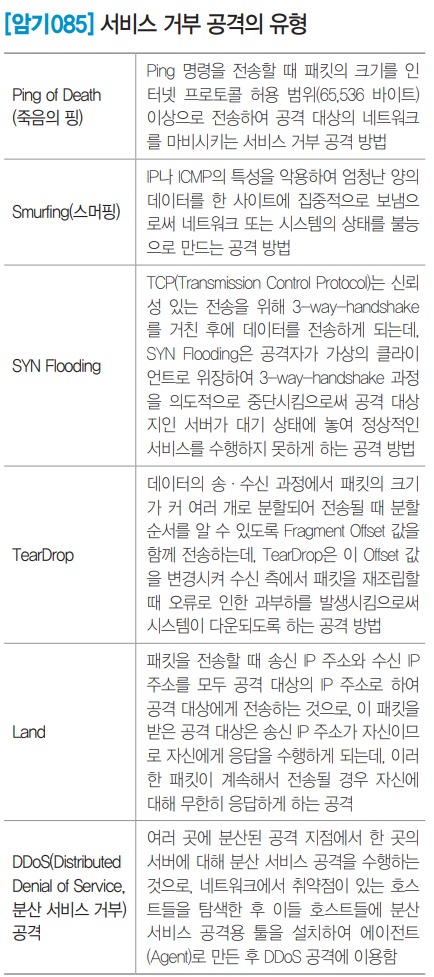 [암기085] 서비스 거부 공격의 유형
Ping of Death
(죽음의 핑)
Ping 명령을 전송할 때 패킷의 크기를 인
터넷 프로토콜 허용 범위(65,536 바이트)
이상으로 전송하여 공격 대상의 네트워크
를 마비시키는 서비스 거부 공격 방법
Smurfing(스머핑)
IP나 ICMP의 특성을 악용하여 엄청난 양의
데이터를 한 사이트에 집중적으로 보냄으
로써 네트워크 또는 시스템의 상태를 불능
으로 만드는 공격 방법
SYN Flooding
TCP(Transmission Control Protocol)는 신뢰
성 있는 전송을 위해 3-way-handshake
를 거친 후에 데이터를 전송하게 되는데,
SYN Flooding은 공격자가 가상의 클라이
언트로 위장하여 3-way-handshake 과정
을 의도적으로 중단시킴으로써 공격 대상
지인 서버가 대기 상태에 놓여 정상적인
서비스를 수행하지 못하게 하는 공격 방법
TearDrop
데이터의 송·수신 과정에서 패킷의 크기
가 커 여러 개로 분할되어 전송될 때 분할
순서를 알 수 있도록 Fragment Offset 값을
함께 전송하는데, TearDrop은 이 Offset 값
을 변경시켜 수신 측에서 패킷을 재조립할
때 오류로 인한 과부하를 발생시킴으로써
시스템이 다운되도록 하는 공격 방법
Land
패킷을 전송할 때 송신 IP 주소와 수신 IP
주소를 모두 공격 대상의 IP 주소로 하여
공격 대상에게 전송하는 것으로, 이 패킷을
받은 공격 대상은 송신 IP 주소가 자신이므
로 자신에게 응답을 수행하게 되는데, 이러
한 패킷이 계속해서 전송될 경우 자신에
대해 무한히 응답하게 하는 공격
DDoS(Distributed
Denial of Service,
분산 서비스 거부)
공격
여러 곳에 분산된 공격 지점에서 한 곳의
서버에 대해 분산 서비스 공격을 수행하는
것으로, 네트워크에서 취약점이 있는 호스
트들을 탐색한 후 이들 호스트들에 분산
서비스 공격용 툴을 설치하여 에이전트
(Agent)로 만든 후 DDoS 공격에 이용함